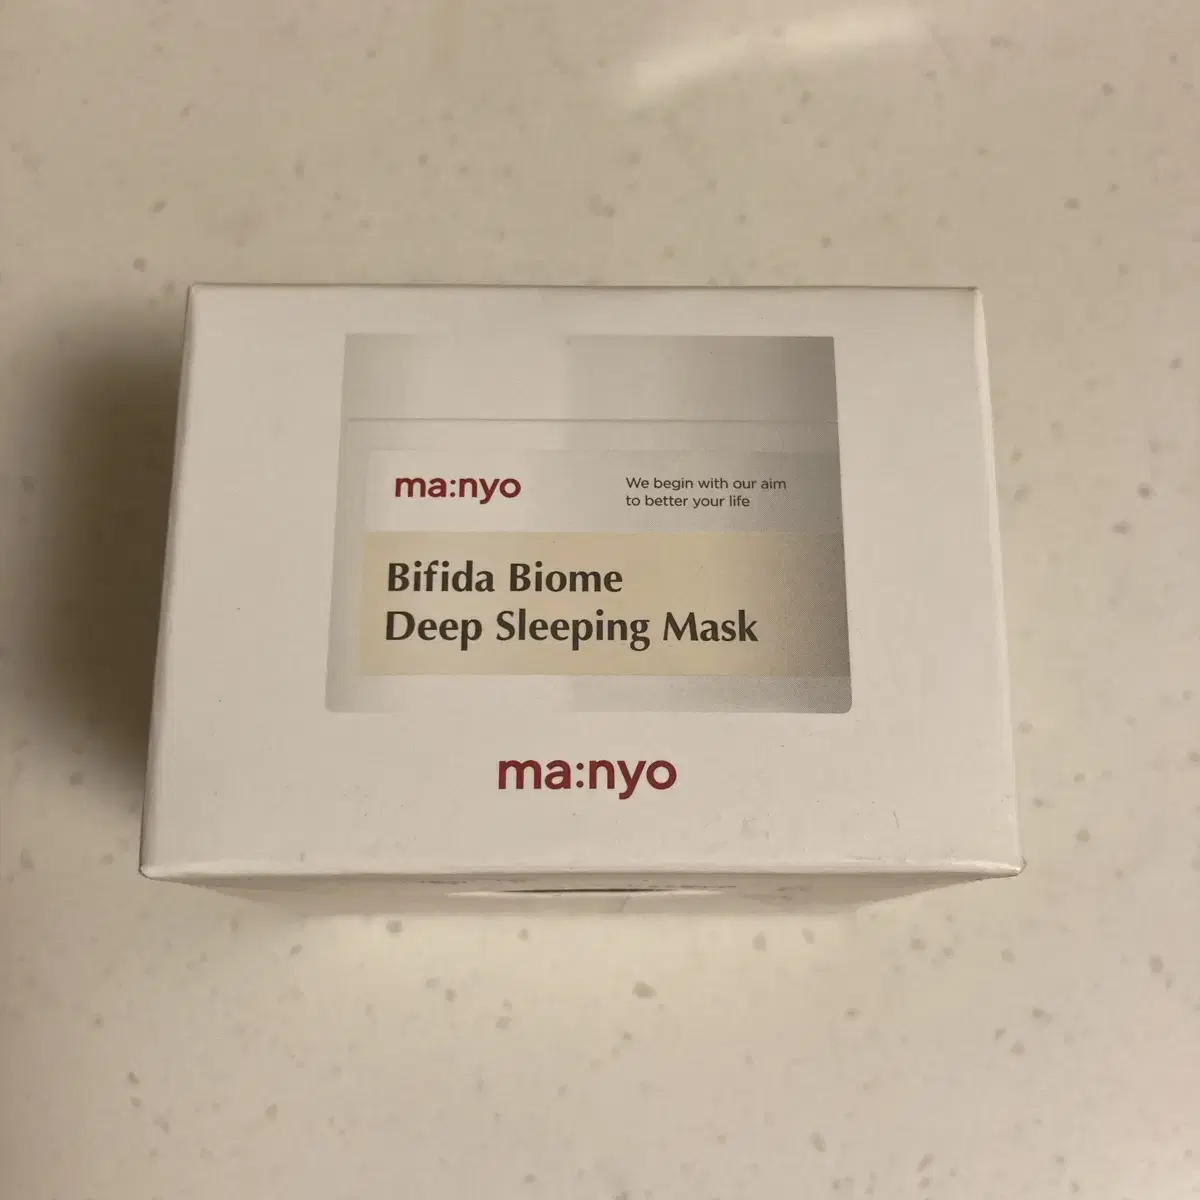 ma:nyo
We begin with our aim
to better your life
Bifida Biome
Deep Sleeping Mask
ma:nyo